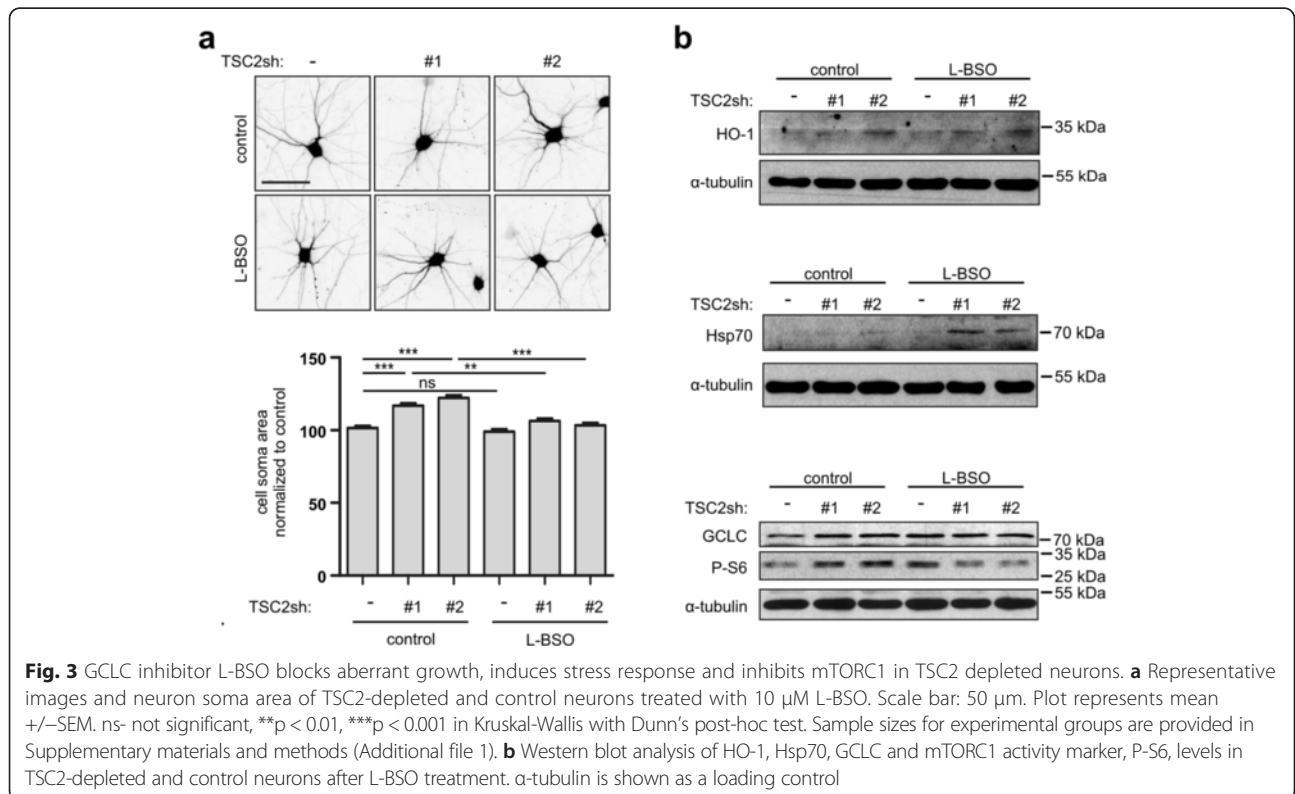 a
TSC2sh: - #1 #2
control
L-BSO
150
100
50
0
cell soma area
normalized to control
*** ***
*** **
ns
TSC2sh: - #1 #2 - #1 #2
control L-BSO
b
control L-BSO
TSC2sh: - #1 #2 - #1 #2
HO-1 35 kDa
α-tubulin 55 kDa
control L-BSO
TSC2sh: - #1 #2 - #1 #2
Hsp70 70 kDa
α-tubulin 55 kDa
control L-BSO
TSC2sh: - #1 #2 - #1 #2
GCLC 70 kDa
P-S6 35 kDa
25 kDa
α-tubulin 55 kDa
Fig. 3 GCLC inhibitor L-BSO blocks aberrant growth, induces stress response and inhibits mTORC1 in TSC2 depleted neurons. a Representative
images and neuron soma area of TSC2-depleted and control neurons treated with 10 μM L-BSO. Scale bar: 50 μm. Plot represents mean
+/−SEM. ns- not significant, **p < 0.01, ***p < 0.001 in Kruskal-Wallis with Dunn's post-hoc test. Sample sizes for experimental groups are provided in
Supplementary materials and methods (Additional file 1). b Western blot analysis of HO-1, Hsp70, GCLC and mTORC1 activity marker, P-S6, levels in
TSC2-depleted and control neurons after L-BSO treatment. α-tubulin is shown as a loading control